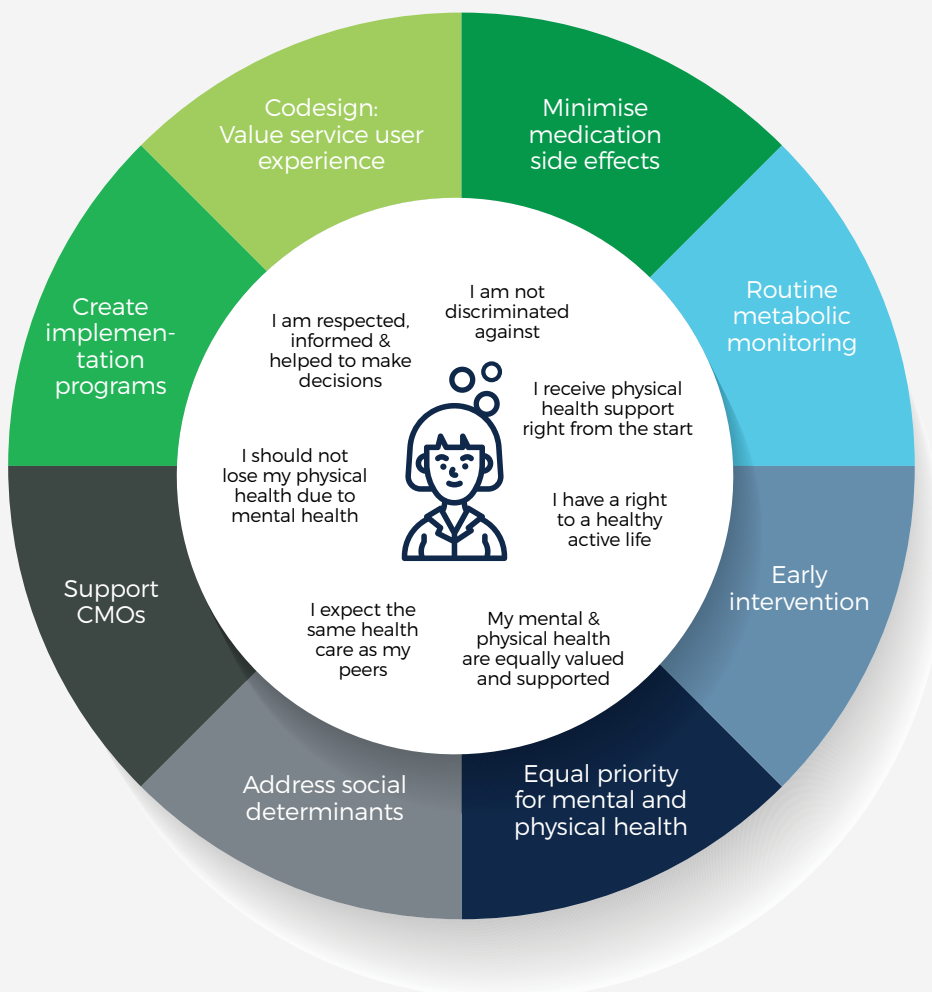 Codesign:
Value service user
experience
Minimise
medication
side effects
Routine
metabolic
monitoring
Early
intervention
Equal priority
for mental and
physical health
Address social
determinants
Support
CMOs
Create
implemen-
tation
programs
I am not
discriminated
against
I receive physical
health support
right from the start
I have a right
to a healthy
active life
My mental &
physical health
are equally valued
and supported
I expect the
same health
care as my
peers
I should not
lose my physical
health due to
mental health
I am respected,
informed &
helped to make
decisions